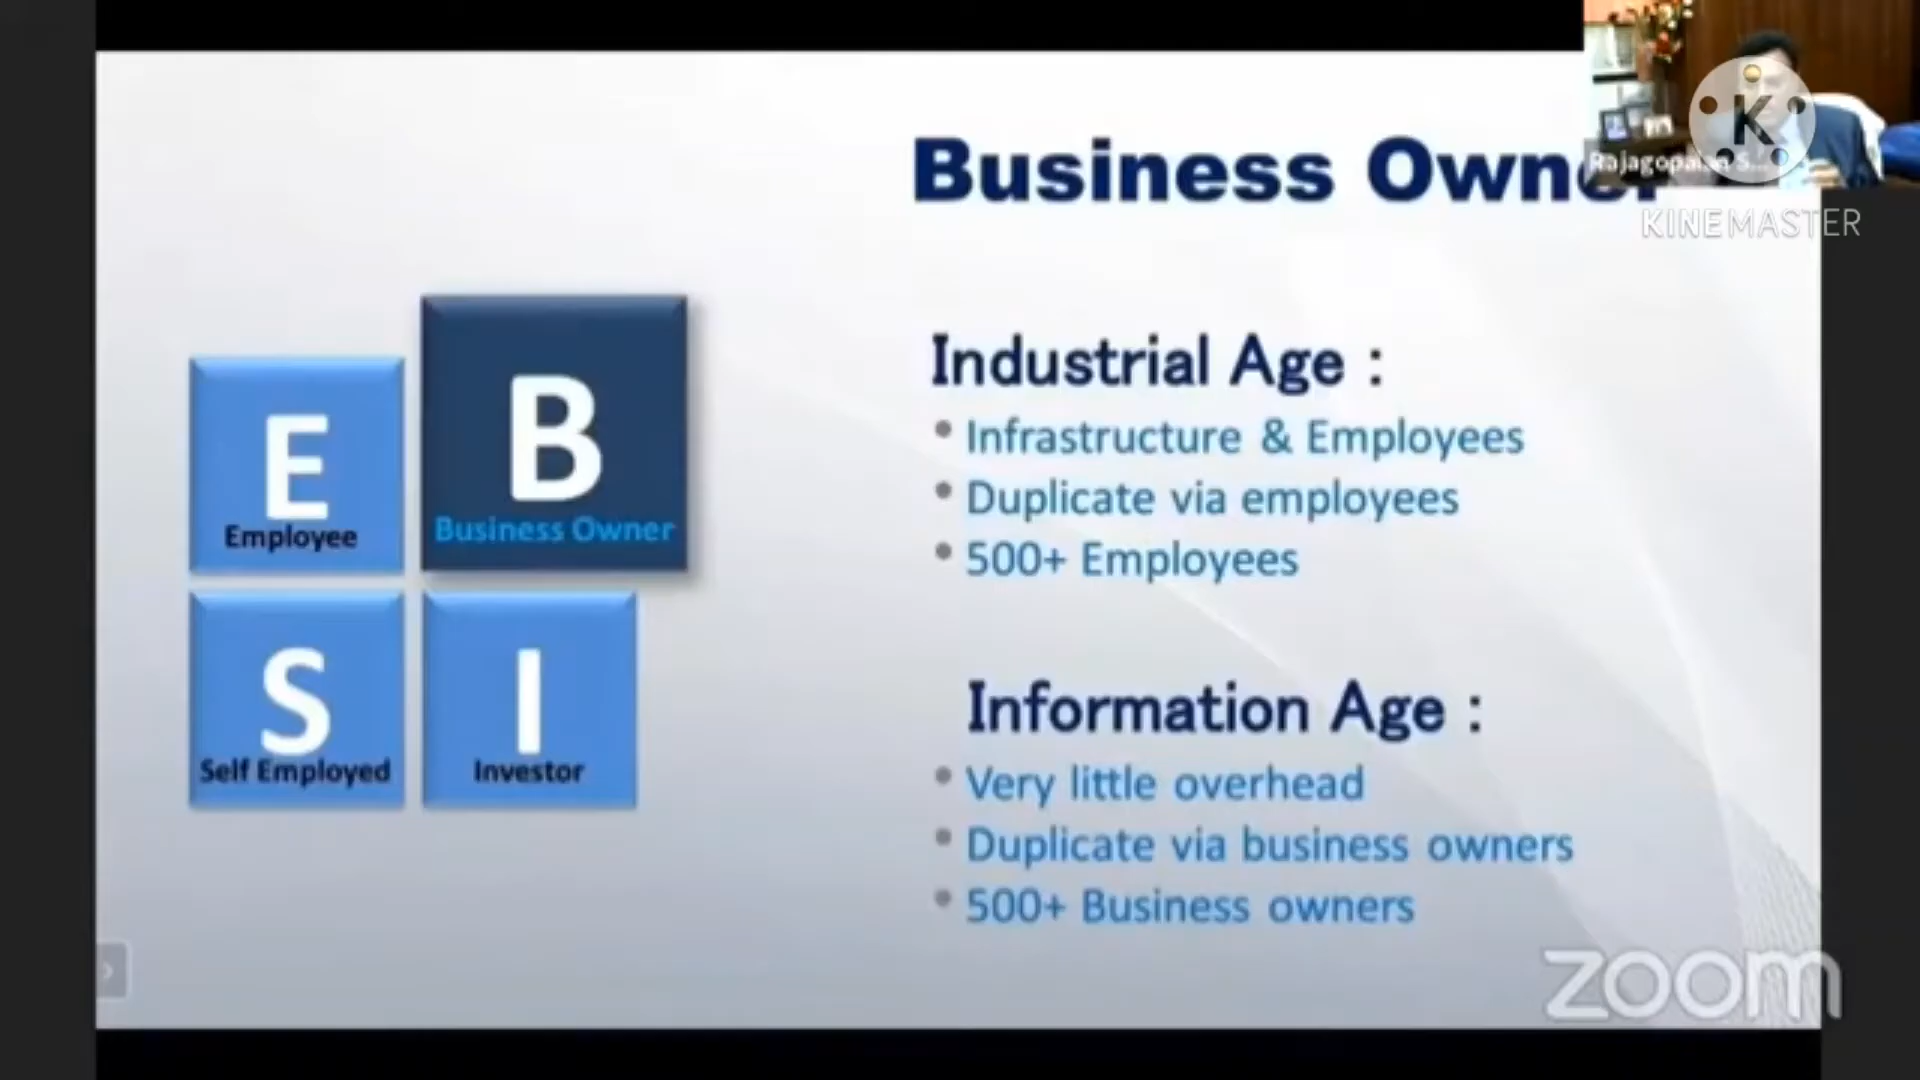 Business Owner
Rajagopalan S...
K
KINEMASTER
E
Employee
B
Business Owner
S
Self Employed
I
Investor
Industrial Age :
• Infrastructure & Employees
• Duplicate via employees
• 500+ Employees
Information Age :
• Very little overhead
• Duplicate via business owners
• 500+ Business owners
zoom